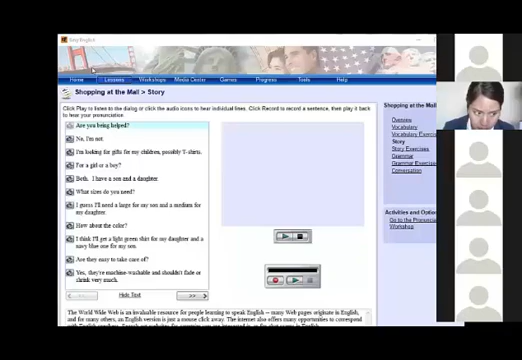 Easy English
Home Lessons Workshops Media Center Games Progress Tests Help
Shopping at the Mall > Story
Click Play to listen to the dialog or click the audio icons to hear individual lines. Click Record to record a sentence, then play it back
to hear your pronunciation.
Are you being helped?
No, I'm not.
I'm looking for gifts for my children, possibly T-shirts.
For a girl or a boy?
Both. I have a son and a daughter.
What sizes do you need?
I guess I'll need a large for my son and a medium for
my daughter.
How about the color?
I think I'll get a light green shirt for my daughter and a
navy blue one for my son.
Are they easy to take care of?
Yes, they're machine-washable and shouldn't fade or
shrink very much.
Hide Text
>>
The World Wide Web is an invaluable resource for people learning to speak English -- many Web pages originate in English,
and for many others, an English version is just a mouse click away. The Internet also offers many opportunities to correspond
Shopping at the Mall
Overview
Vocabulary
Vocabulary Exercises
Story
Story Exercises
Grammar
Grammar Exercises
Conversation
Activities and Options
Go to the
Workshop